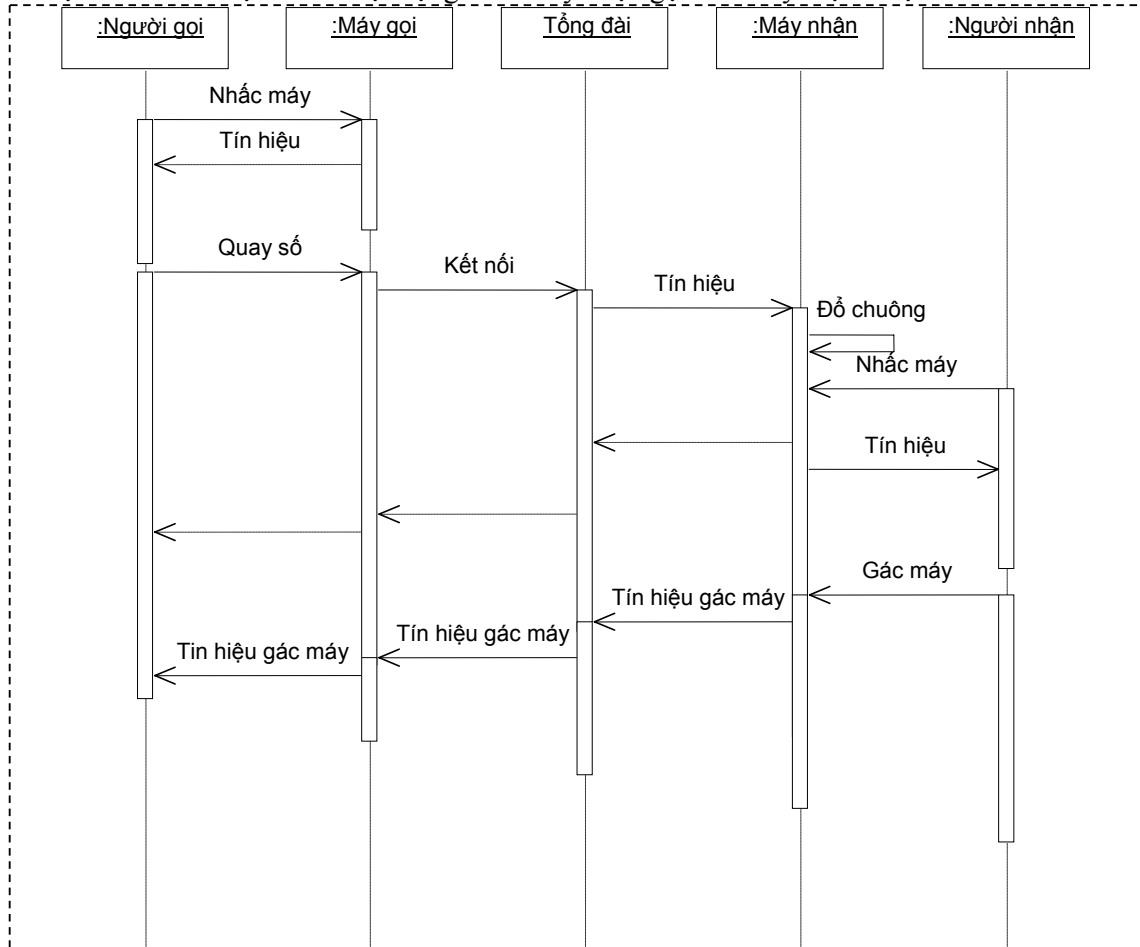 :Người gọi
:Máy gọi
Tổng đài
:Máy nhận
:Người nhận
Nhấc máy
Tín hiệu
Quay số
Kết nối
Tín hiệu
Đổ chuông
Nhấc máy
Tín hiệu
Gác máy
Tín hiệu gác máy
Tín hiệu gác máy
Tin hiệu gác máy